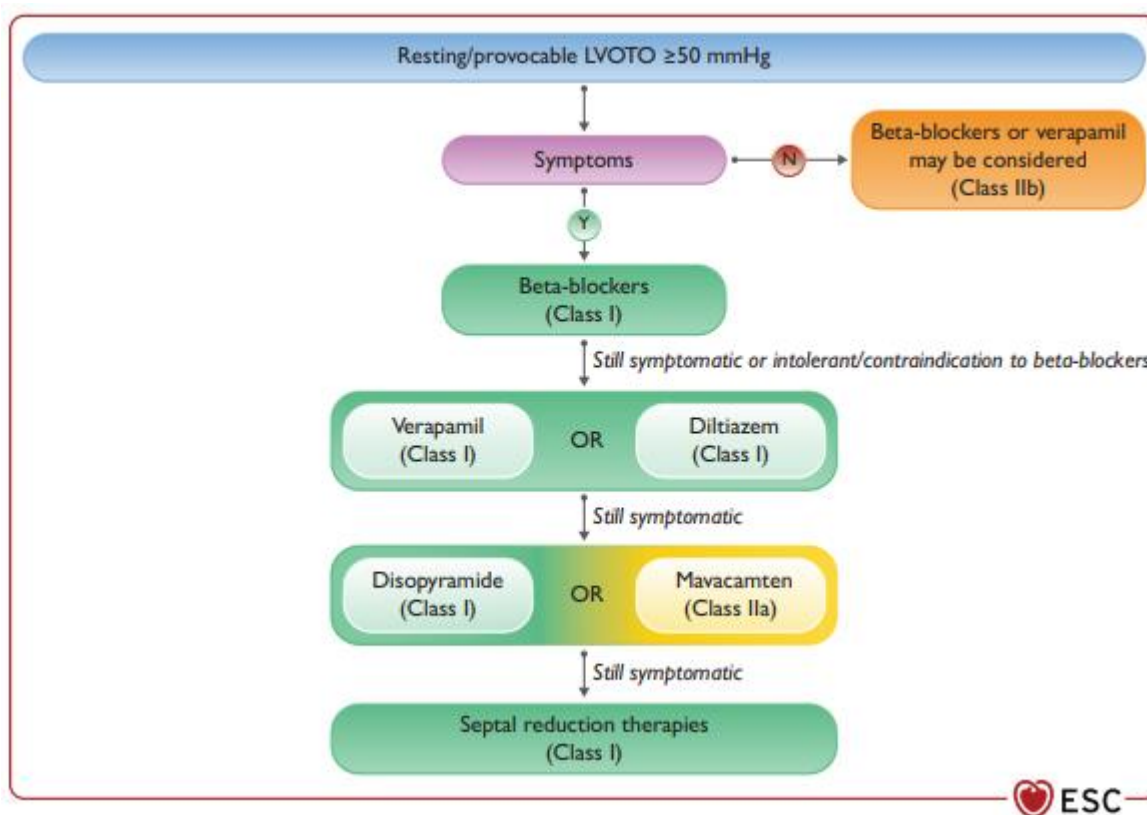 Resting/provocable LVOTO ≥50 mmHg
Symptoms
N
Beta-blockers or verapamil
may be considered
(Class IIb)
Y
Beta-blockers
(Class I)
Still symptomatic or intolerant/contraindication to beta-blockers
Verapamil
(Class I)
OR
Diltiazem
(Class I)
Still symptomatic
Disopyramide
(Class I)
OR
Mavacamten
(Class IIa)
Still symptomatic
Septal reduction therapies
(Class I)
ESC